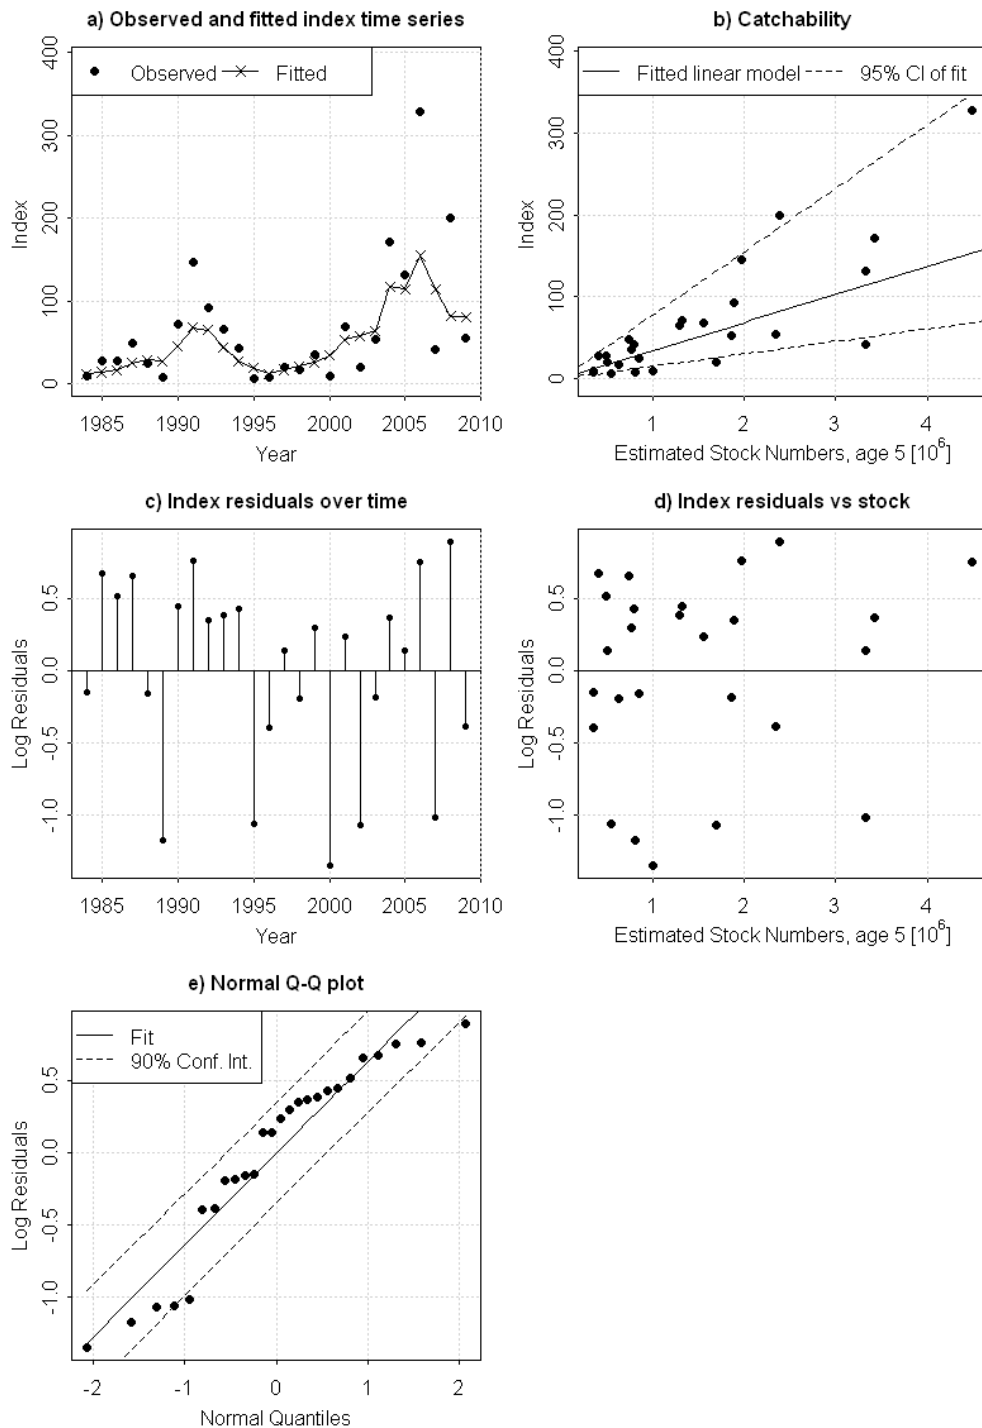 a) Observed and fitted index time series
Observed Fitted
400
300
200
100
0
Index
1985 1990 1995 2000 2005 2010
Year
b) Catchability
Fitted linear model 95% CI of fit
400
300
200
100
0
Index
1 2 3 4
Estimated Stock Numbers, age 5 [10^6]
c) Index residuals over time
0.5
0.0
-0.5
-1.0
Log Residuals
1985 1990 1995 2000 2005 2010
Year
d) Index residuals vs stock
0.5
0.0
-0.5
-1.0
Log Residuals
1 2 3 4
Estimated Stock Numbers, age 5 [10^6]
e) Normal Q-Q plot
Fit
90% Conf. Int.
0.5
0.0
-0.5
-1.0
Log Residuals
-2 -1 0 1 2
Normal Quantiles